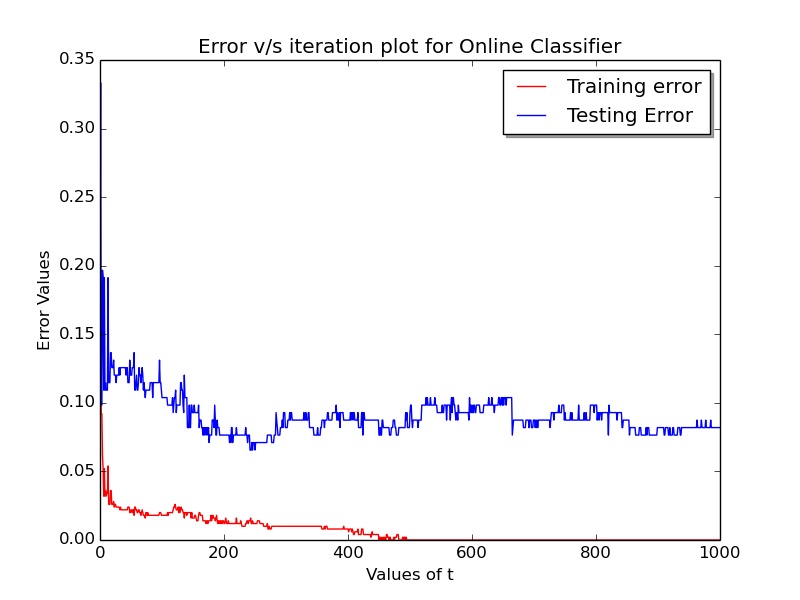 Error v/s iteration plot for Online Classifier
Training error
Testing Error
0.35
0.30
0.25
0.20
0.15
0.10
0.05
0.00
Error Values
0 200 400 600 800 1000
Values of t